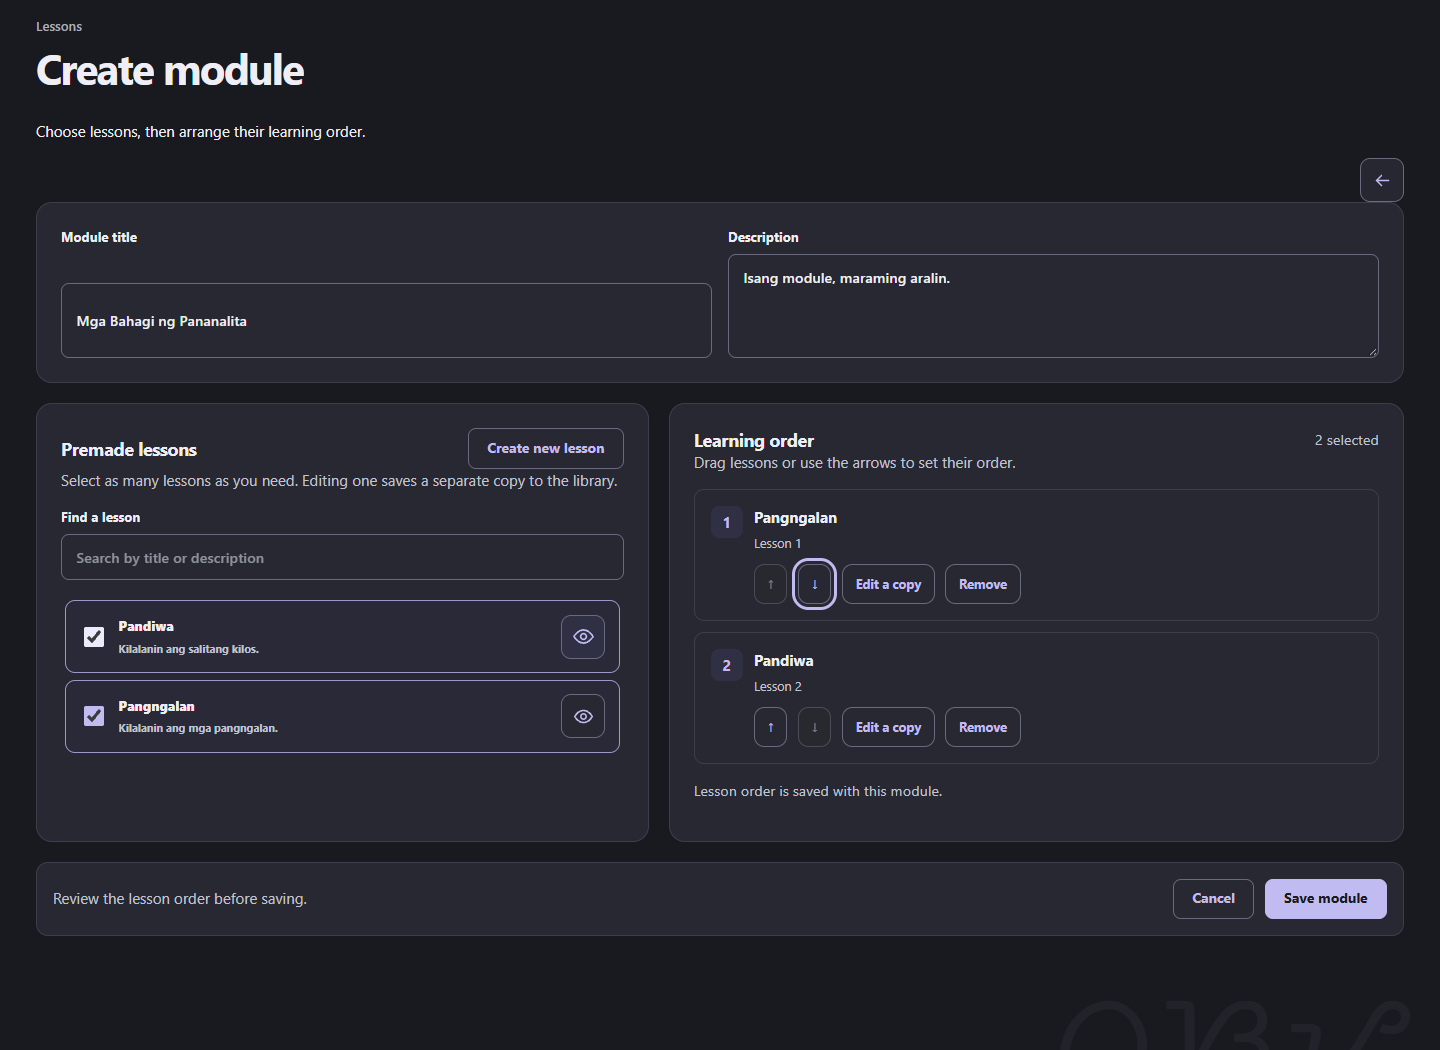 Lessons
Create module
Choose lessons, then arrange their learning order.
←
Module title
Mga Bahagi ng Pananalita
Description
Isang module, maraming aralin.
Premade lessons
Create new lesson
Select as many lessons as you need. Editing one saves a separate copy to the library.
Find a lesson
Search by title or description
Pandiwa
Kilalanin ang salitang kilos.
Pangngalan
Kilalanin ang mga pangngalan.
Learning order
2 selected
Drag lessons or use the arrows to set their order.
1
Pangngalan
Lesson 1
↑ ↓ Edit a copy Remove
2
Pandiwa
Lesson 2
↑ ↓ Edit a copy Remove
Lesson order is saved with this module.
Review the lesson order before saving.
Cancel
Save module